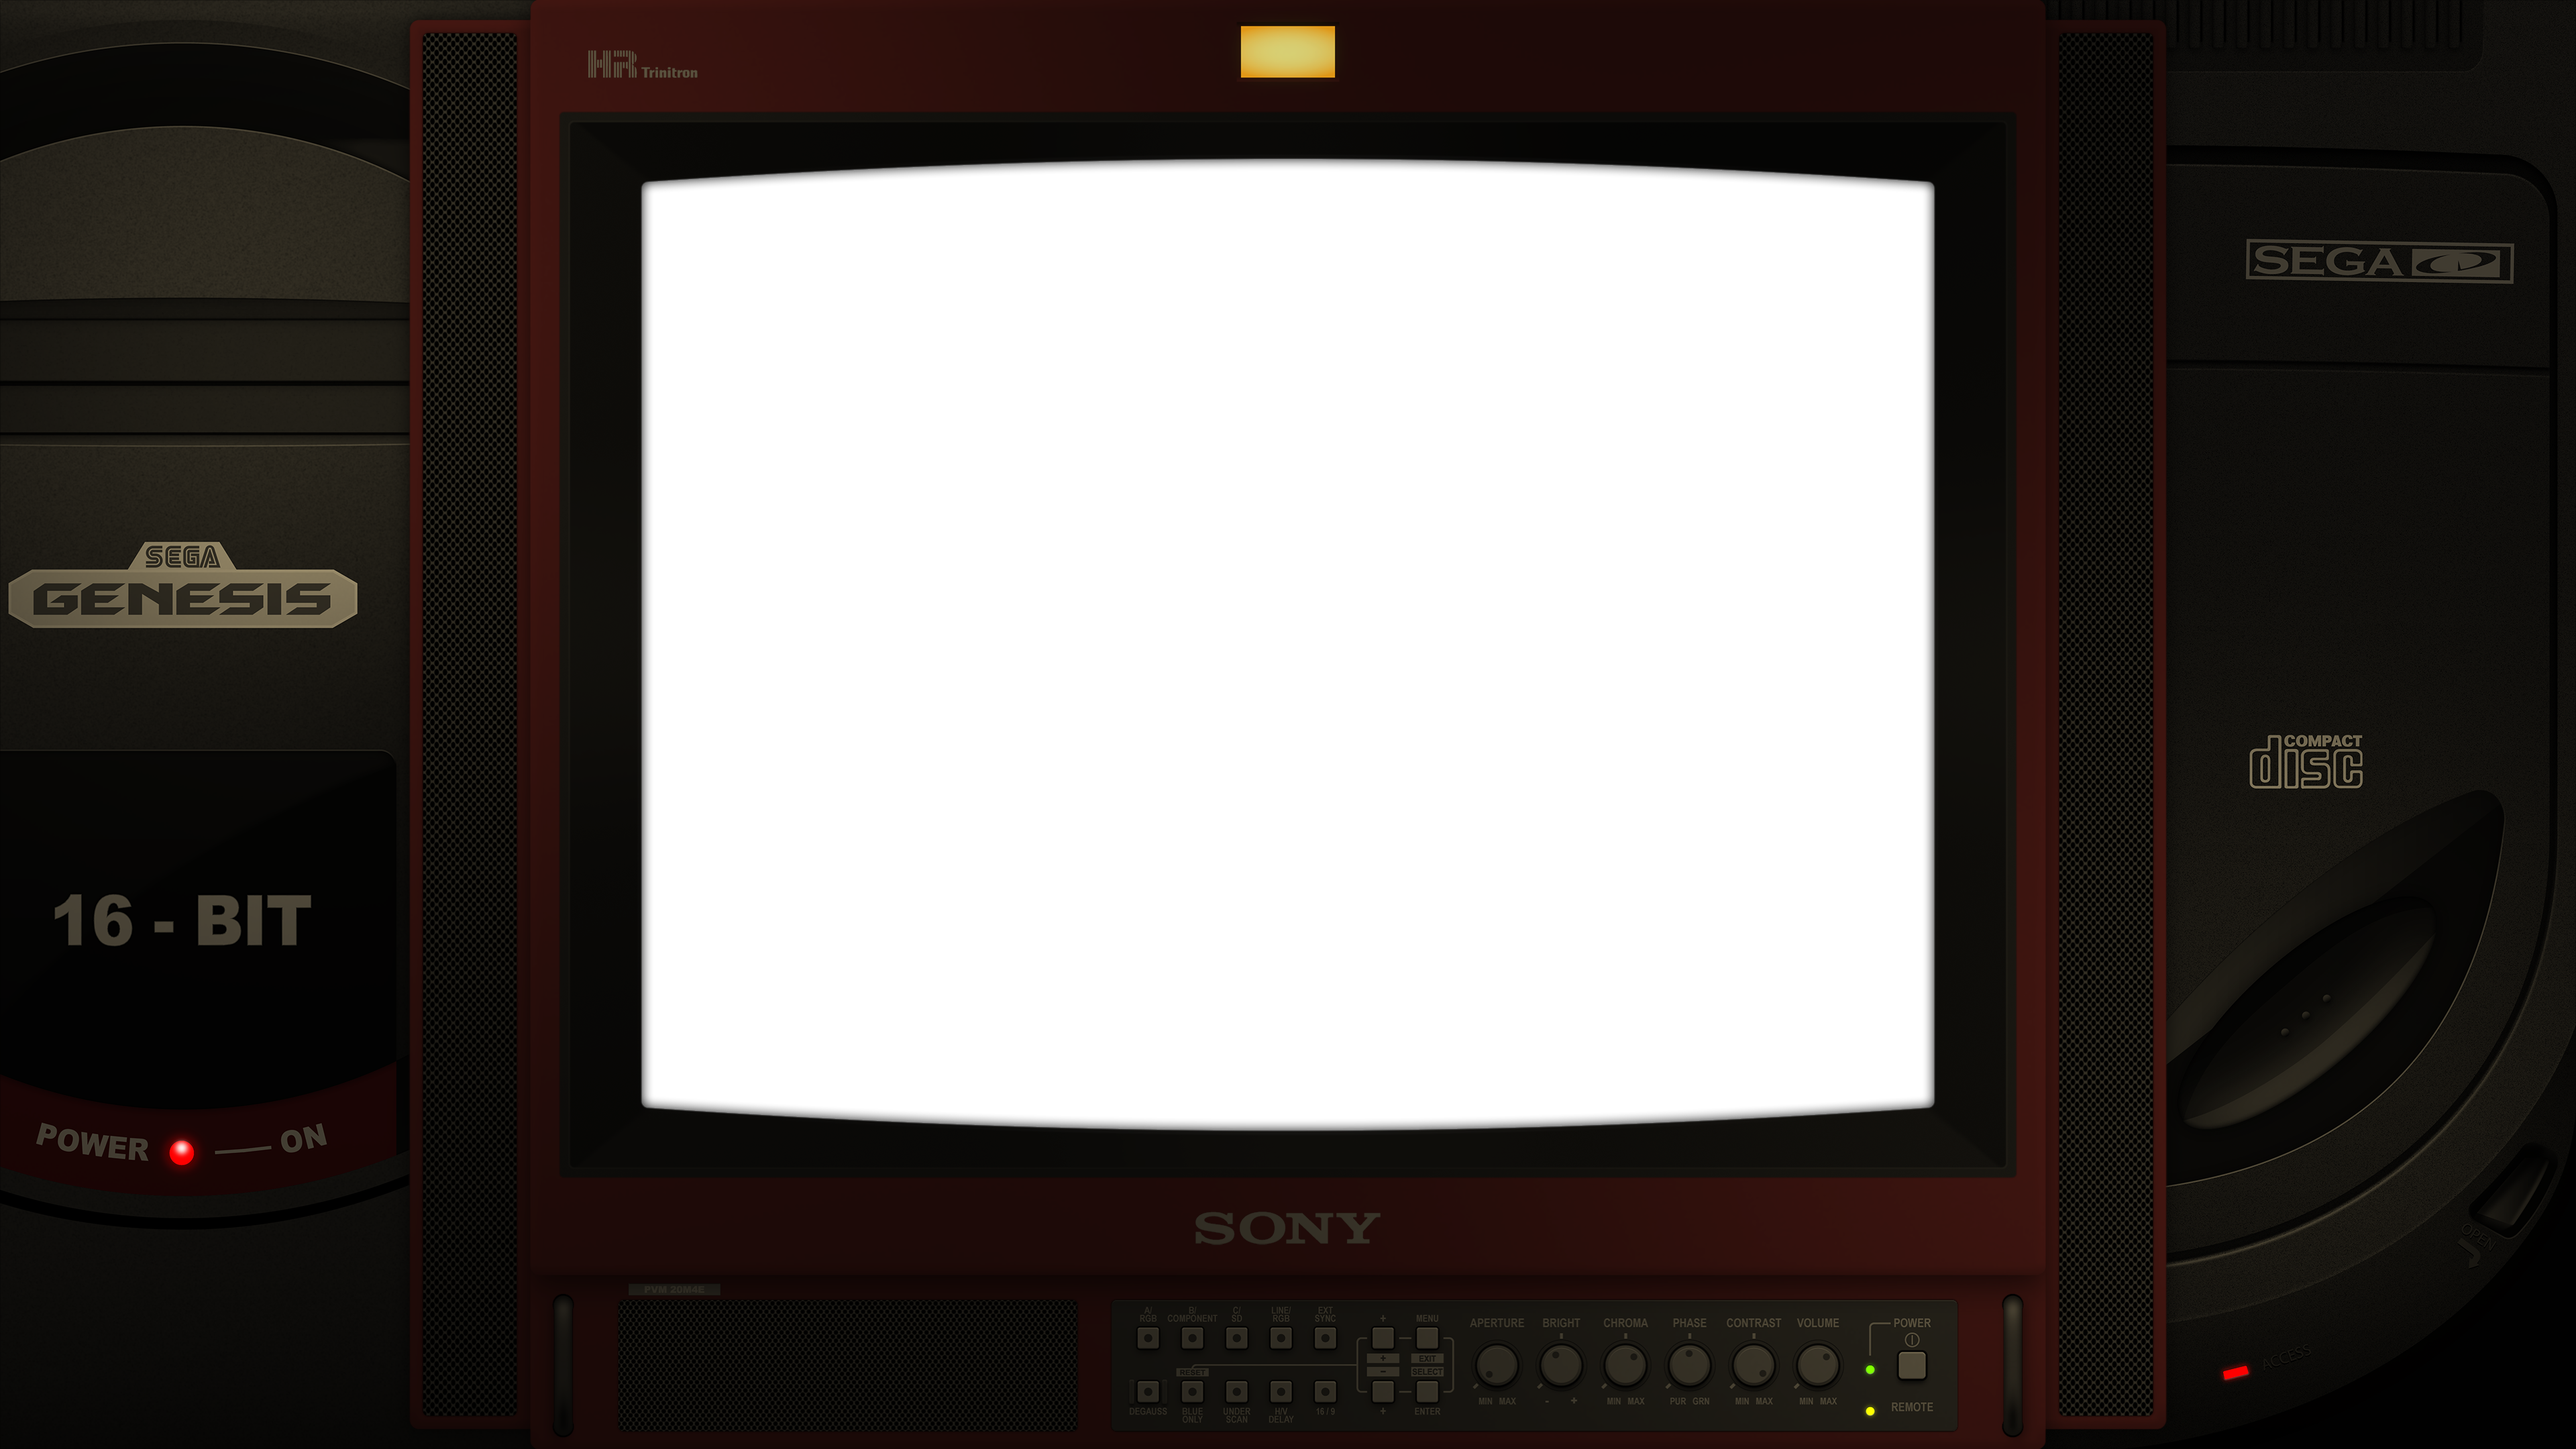 HR Trinitron
SEGA
GENESIS
16 - BIT
POWER ON
SEGA CD
COMPACT
disc
OPEN
ACCESS
SONY
PVM 20M4E
A/ RGB
B/ COMPONENT
C/ SD
LINE/ RGB
EXT SYNC
+
MENU
+
EXIT
RESET
-
SELECT
DEGAUSS
BLUE ONLY
UNDER SCAN
H/V DELAY
16 / 9
+
ENTER
APERTURE
BRIGHT
CHROMA
PHASE
CONTRAST
VOLUME
MIN MAX
- +
MIN MAX
PUR GRN
MIN MAX
MIN MAX
POWER
REMOTE